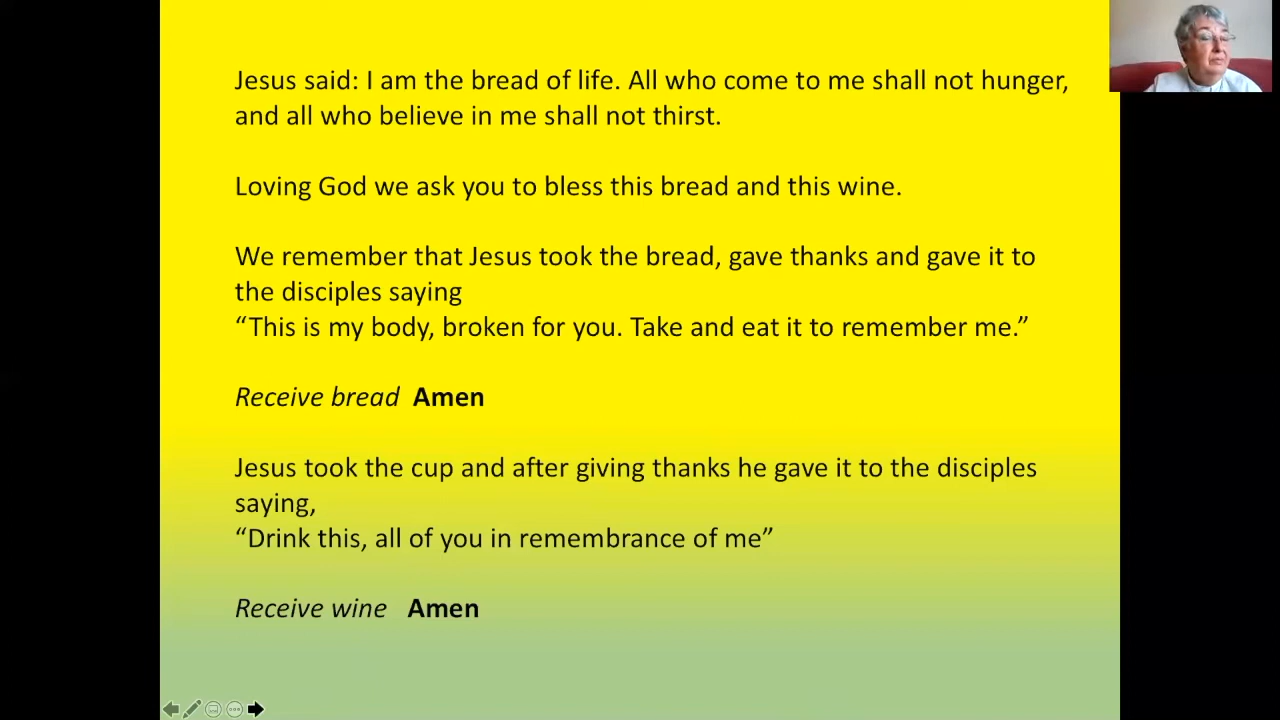 Jesus said: I am the bread of life. All who come to me shall not hunger,
and all who believe in me shall not thirst.
Loving God we ask you to bless this bread and this wine.
We remember that Jesus took the bread, gave thanks and gave it to
the disciples saying
“This is my body, broken for you. Take and eat it to remember me.”
Receive bread Amen
Jesus took the cup and after giving thanks he gave it to the disciples
saying,
“Drink this, all of you in remembrance of me”
Receive wine Amen